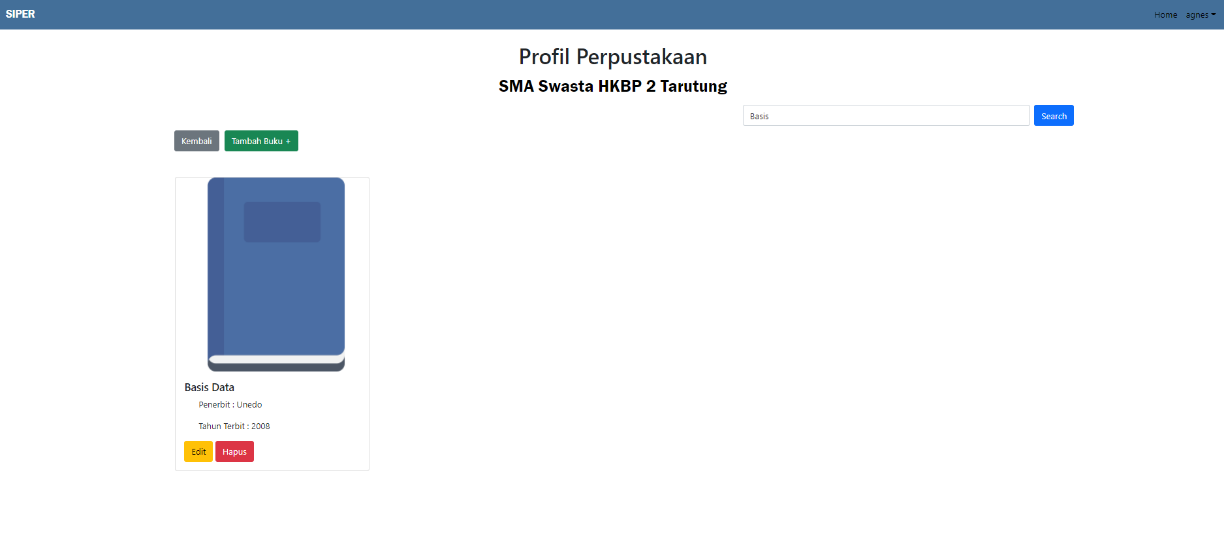 SIPER
Home agnes
Profil Perpustakaan
SMA Swasta HKBP 2 Tarutung
Basis Search
Kembali Tambah Buku +
Basis Data
Penerbit : Unedo
Tahun Terbit : 2008
Edit Hapus